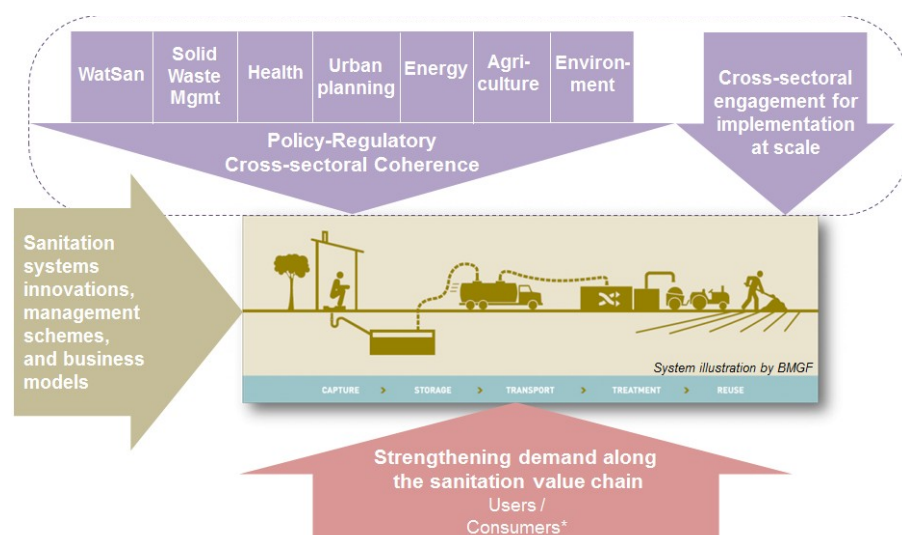 WatSan
Solid
Waste
Mgmt
Health
Urban
planning
Energy
Agri-
culture
Environ-
ment
Policy-Regulatory
Cross-sectoral Coherence
Cross-sectoral
engagement for
implementation
at scale
Sanitation
systems
innovations,
management
schemes,
and business
models
System illustration by BMGF
CAPTURE > STORAGE > TRANSPORT > TREATMENT > REUSE
Strengthening demand along
the sanitation value chain
Users /
Consumers*